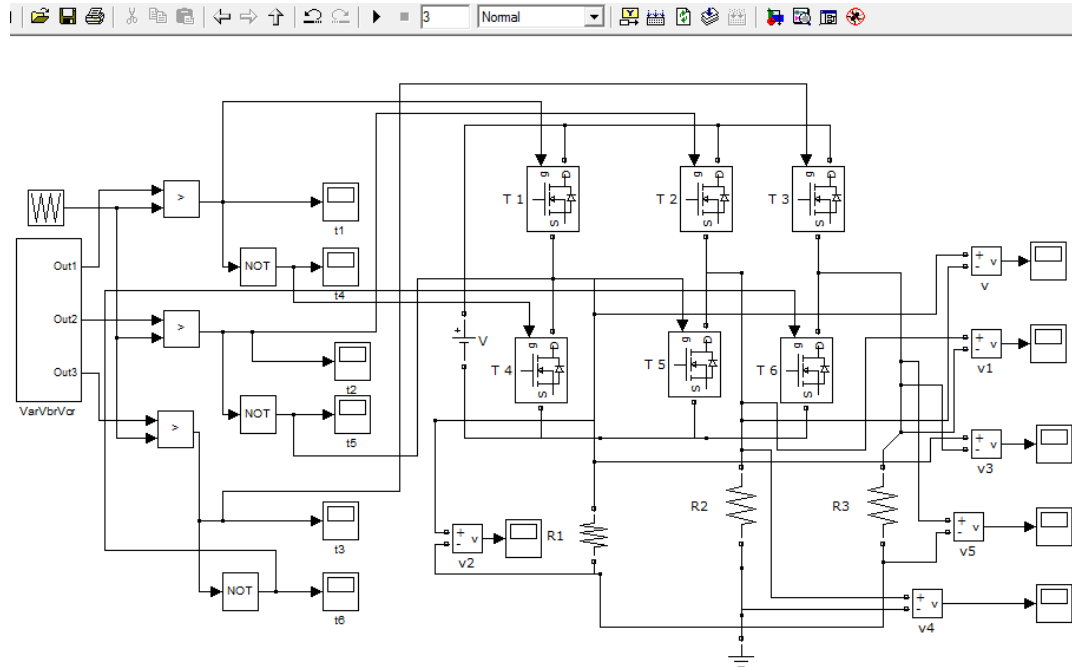 3 Normal
T 1
T 2
T 3
g D S
g D S
g D S
>
t1
Out1
NOT
t4
v
+ - v
Out2
>
V
+
T 4
T 5
T 6
g D S
g D S
g D S
v1
+ - v
Out3
t2
VarVbrVcr
>
NOT
t5
v3
+ - v
R1
R2
R3
v2
+ - v
t3
v5
+ - v
NOT
t6
v4
+ - v